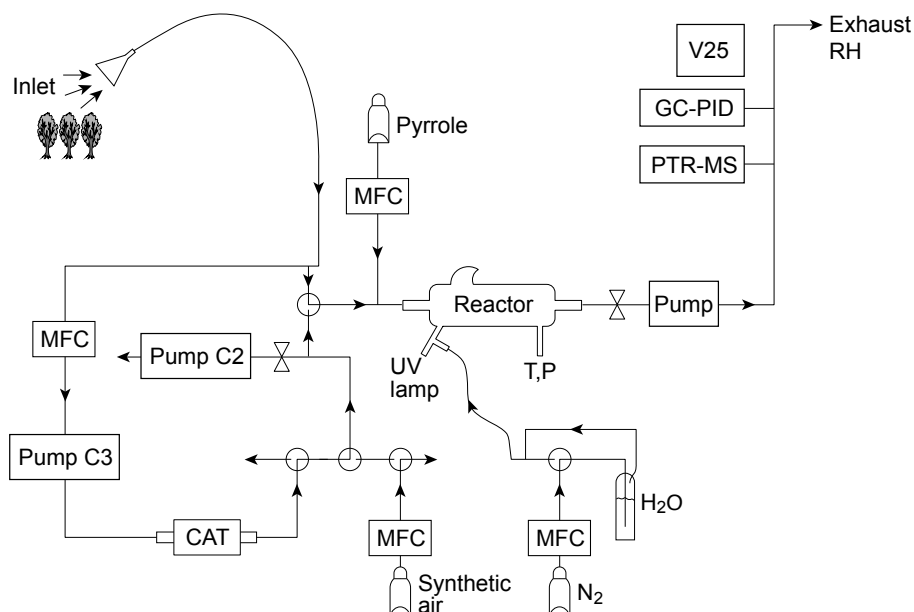 Exhaust
RH
V25
Inlet
GC-PID
Pyrrole
PTR-MS
MFC
Reactor
Pump
MFC
Pump C2
UV
lamp
T,P
Pump C3
H2O
CAT
MFC
MFC
Synthetic
air
N2